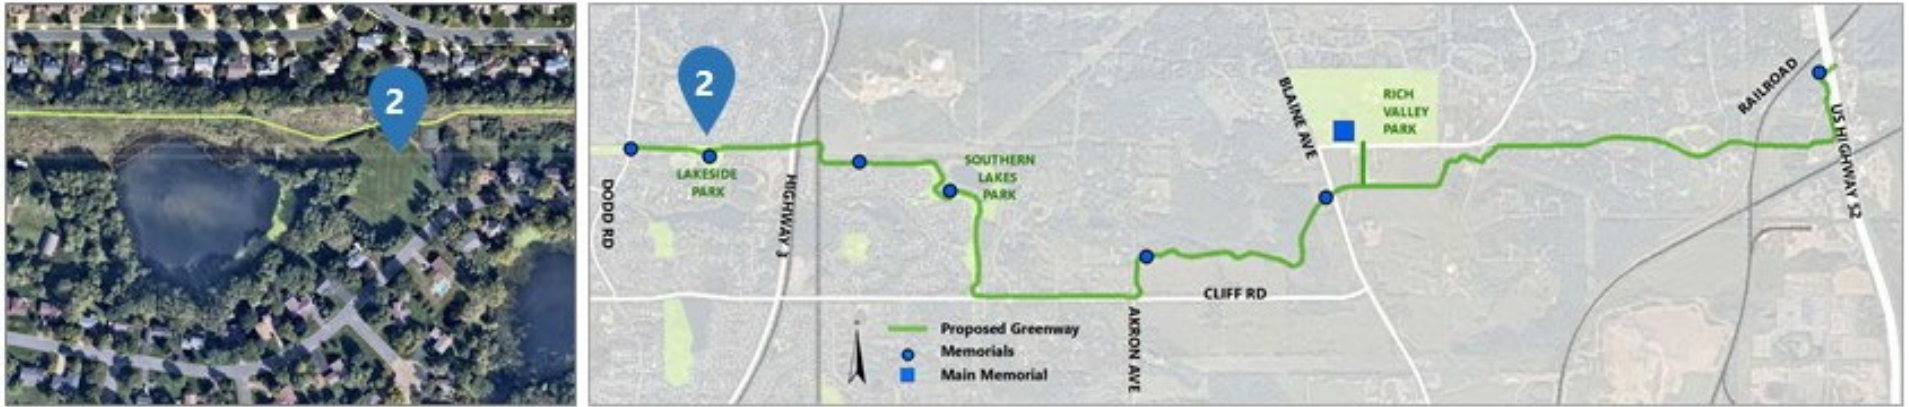 2
2
DODD RD
LAKESIDE
PARK
HIGHWAY 3
SOUTHERN
LAKES
PARK
BLAINE AVE
RICH
VALLEY
PARK
RAILROAD
US HIGHWAY 52
CLIFF RD
AKRON AVE
Proposed Greenway
Memorials
Main Memorial